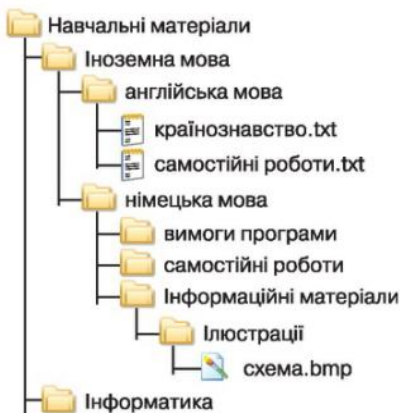 Навчальні матеріали
Іноземна мова
англійська мова
країнознавство.txt
самостійні роботи.txt
німецька мова
вимоги програми
самостійні роботи
Інформаційні матеріали
Ілюстрації
схема.bmp
Інформатика